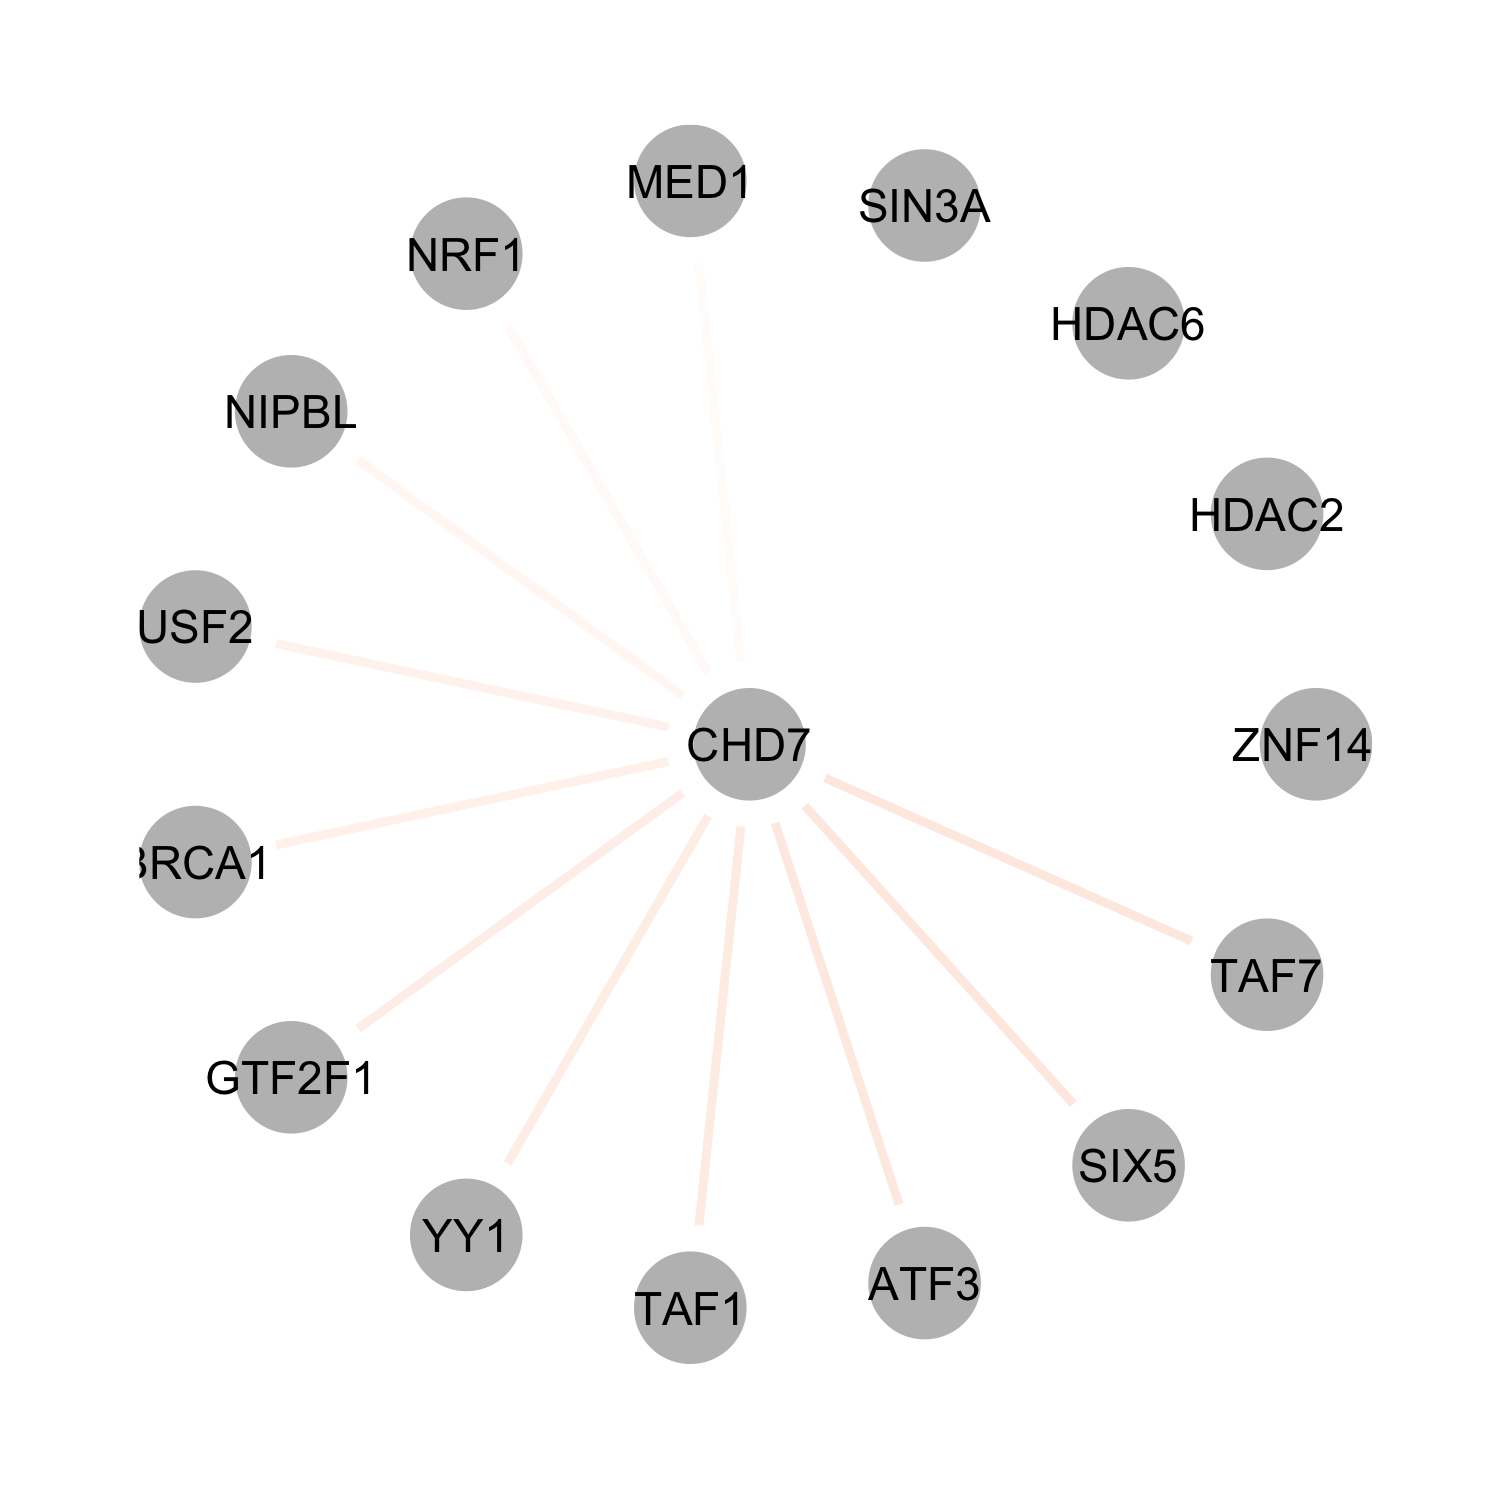 MED1
SIN3A
NRF1
HDAC6
NIPBL
HDAC2
USF2
CHD7
ZNF14
BRCA1
TAF7
GTF2F1
SIX5
YY1
ATF3
TAF1